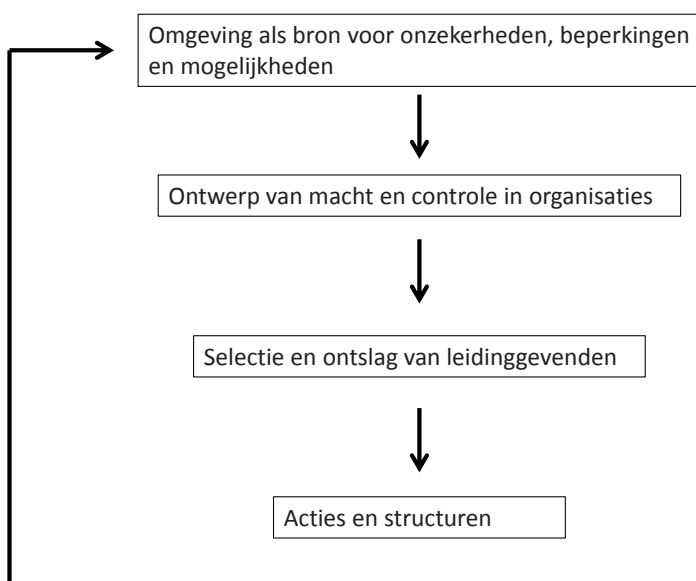 Omgeving als bron voor onzekerheden, beperkingen
en mogelijkheden
Ontwerp van macht en controle in organisaties
Selectie en ontslag van leidinggevenden
Acties en structuren